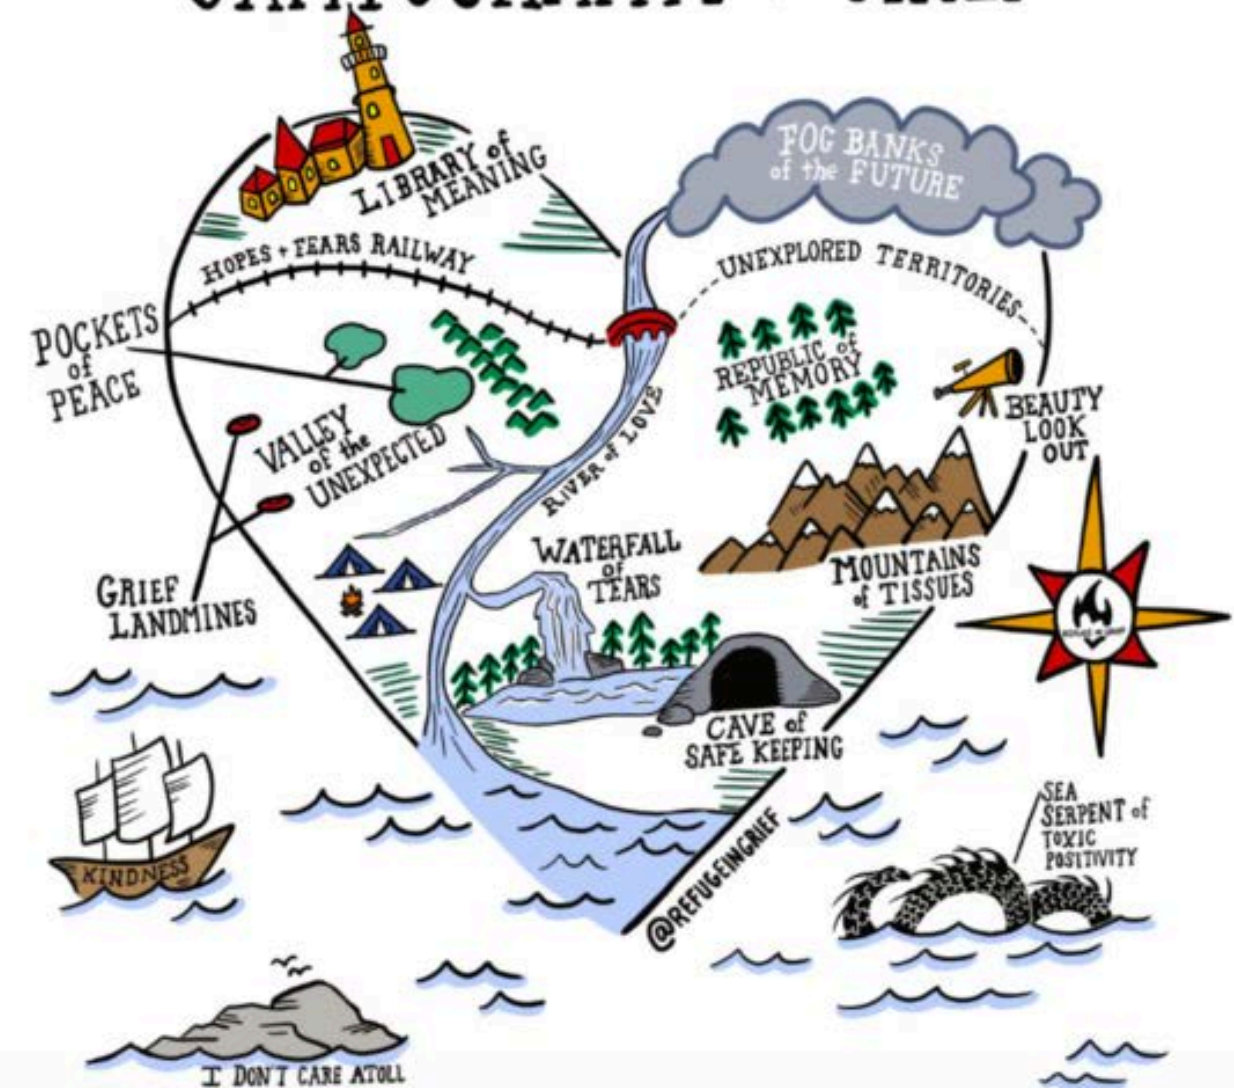 LIBRARY of
MEANING
FOG BANKS
of the FUTURE
HOPES + FEARS RAILWAY
UNEXPLORED TERRITORIES
POCKETS
of
PEACE
REPUBLIC of
MEMORY
BEAUTY
LOOK
OUT
VALLEY
of the
UNEXPECTED
RIVER of LOVE
WATERFALL
OF
TEARS
MOUNTAINS
of TISSUES
GRIEF
LANDMINES
CAVE of
SAFE KEEPING
KINDNESS
SEA
SERPENT of
TOXIC
POSITIVITY
@REFUGEINGRIEF
I DON'T CARE ATOLL